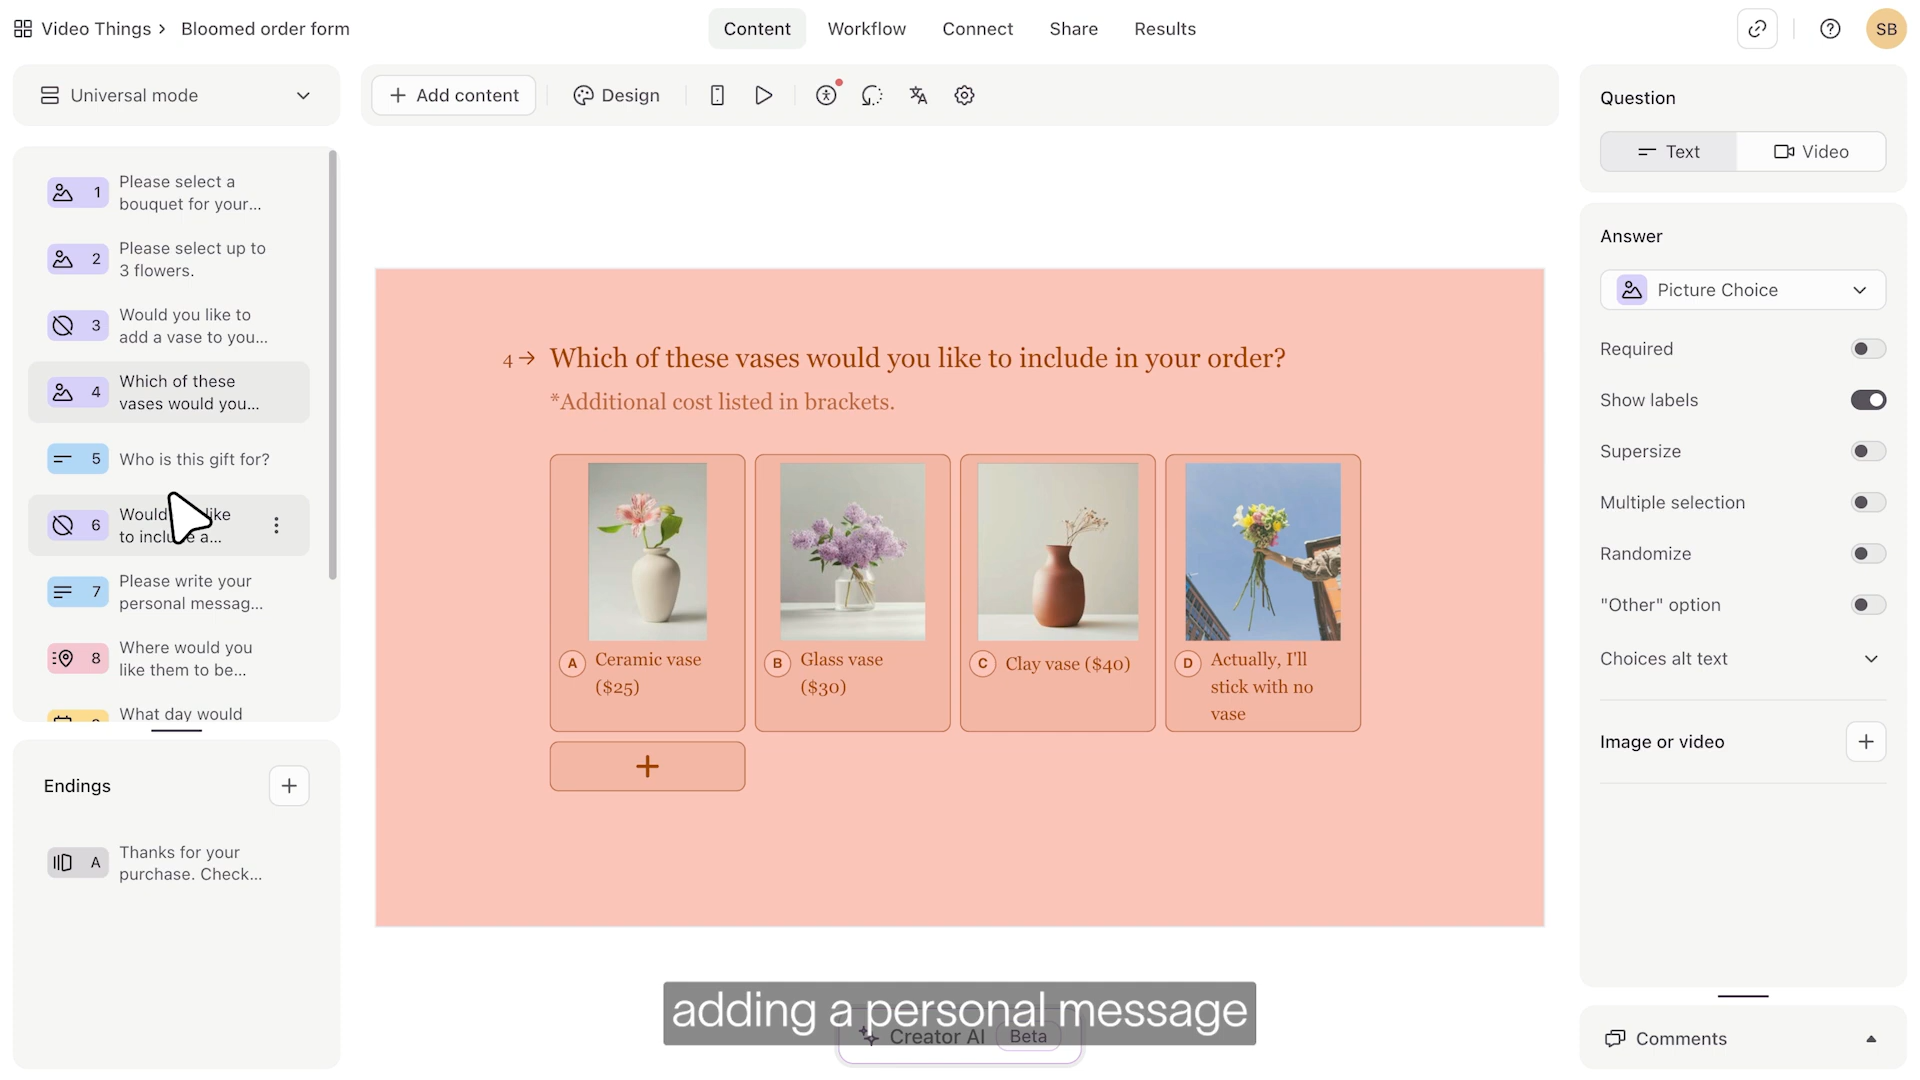 Video Things
Bloomed order form
Content
Workflow
Connect
Share
Results
SB
Universal mode
Add content
Design
1
Please select a
bouquet for your...
2
Please select up to
3 flowers.
3
Would you like to
add a vase to you...
4
Which of these
vases would you...
5
Who is this gift for?
6
Would like
to inclu a...
7
Please write your
personal messag...
8
Where would you
like them to be...
What day would
Endings
A
Thanks for your
purchase. Check...
4
Which of these vases would you like to include in your order?
*Additional cost listed in brackets.
A
Ceramic vase
($25)
B
Glass vase
($30)
C
Clay vase ($40)
D
Actually, I'll
stick with no
vase
adding a personal message
Creator AI
Beta
Question
Text
Video
Answer
Picture Choice
Required
Show labels
Supersize
Multiple selection
Randomize
"Other" option
Choices alt text
Image or video
Comments